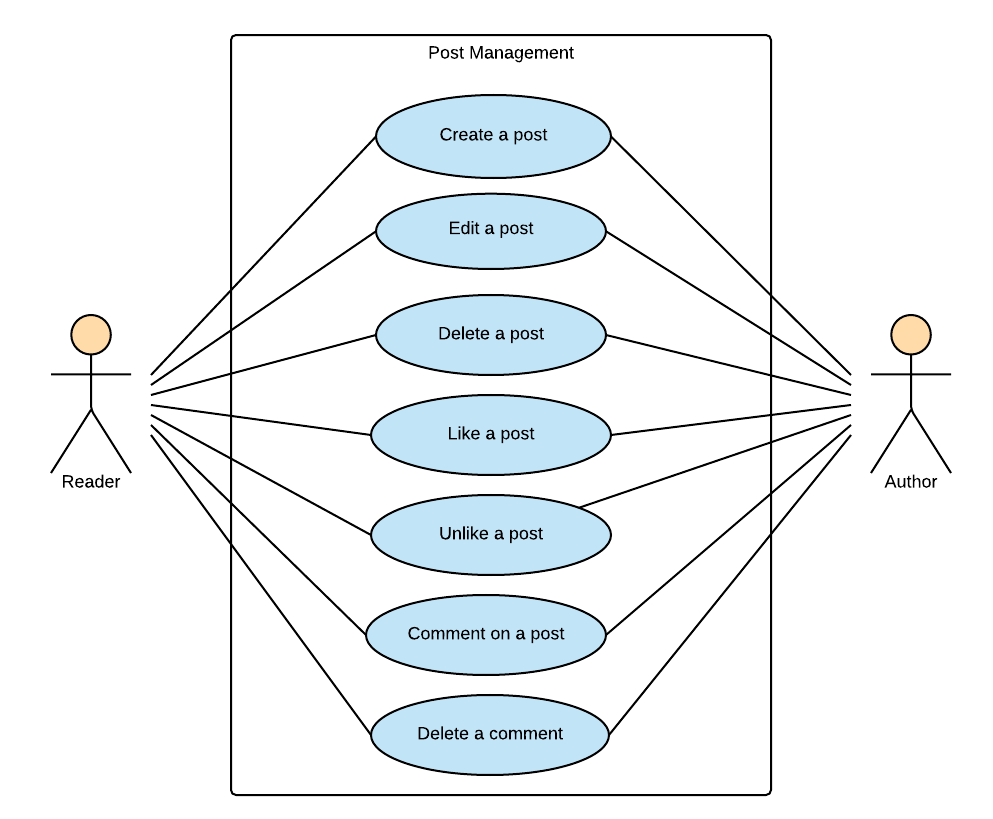 Post Management
Create a post
Edit a post
Delete a post
Like a post
Unlike a post
Comment on a post
Delete a comment
Reader
Author